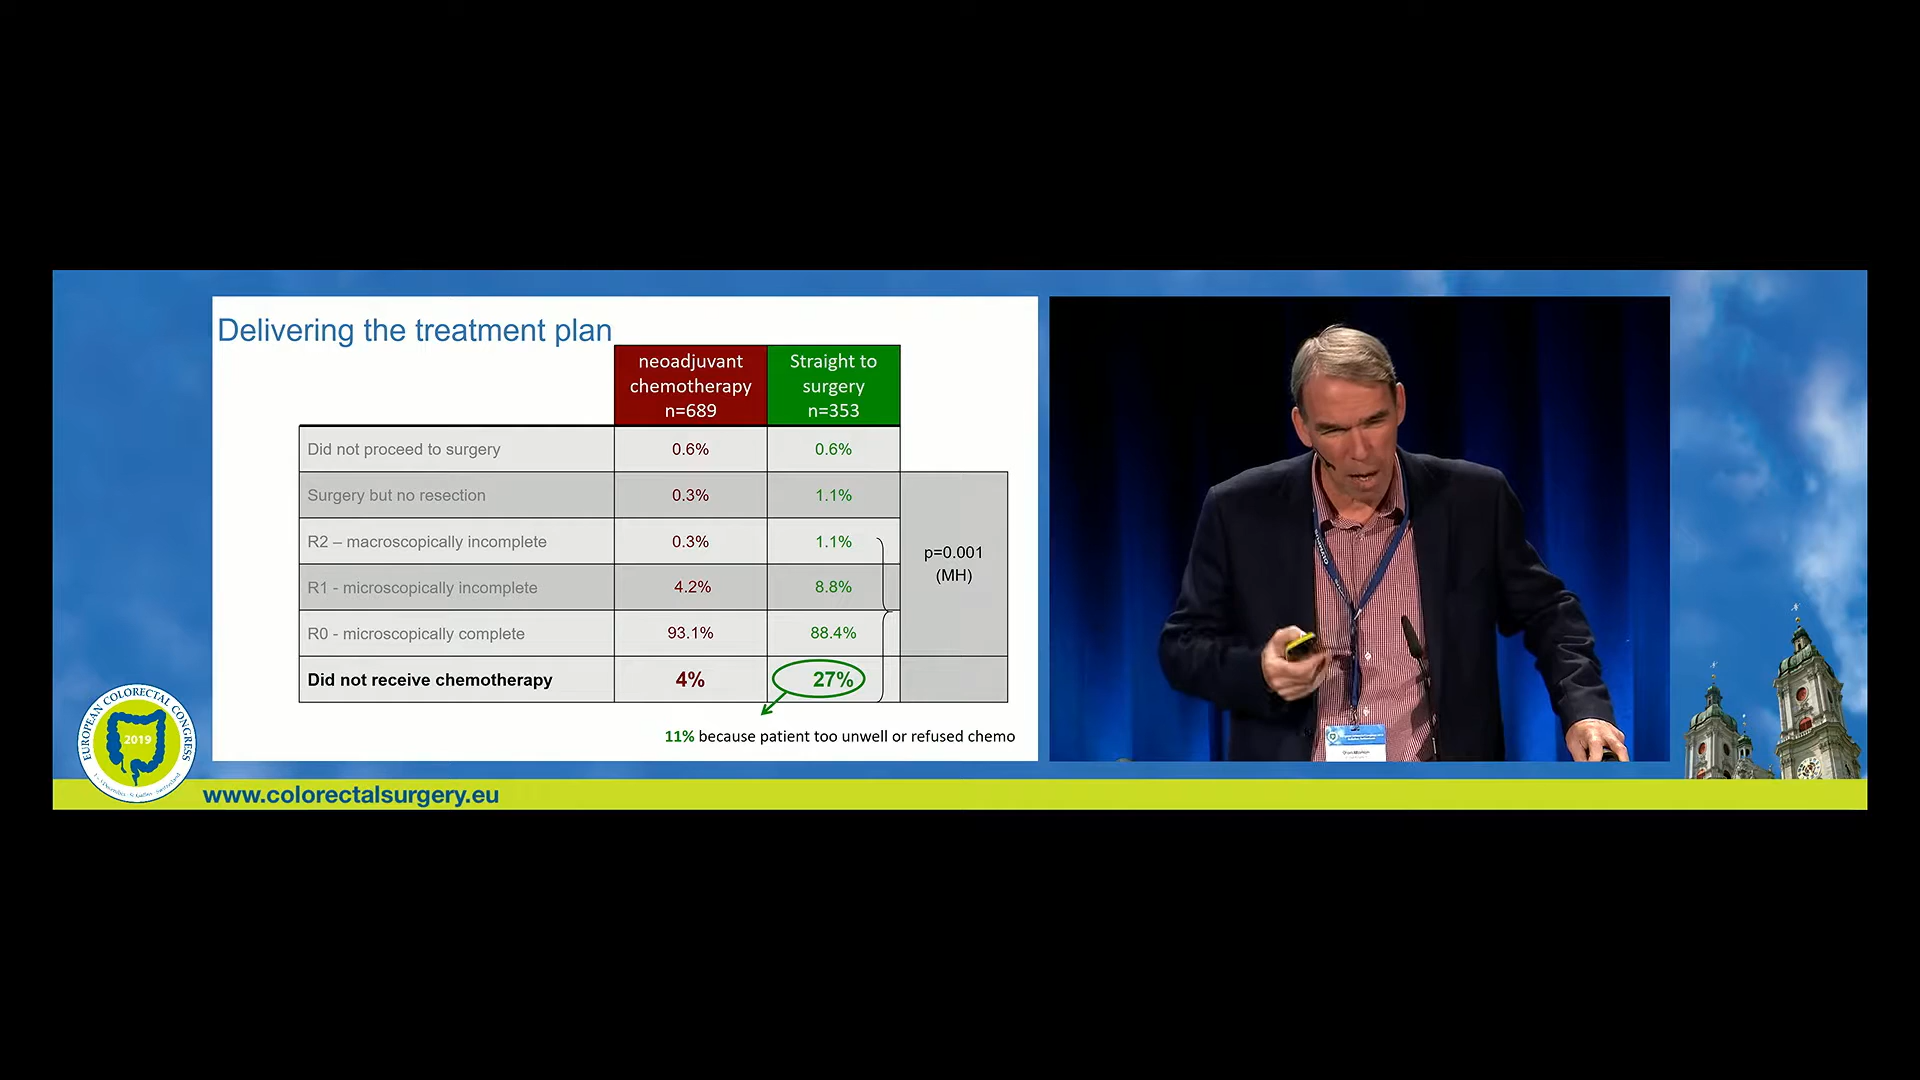 Delivering the treatment plan
neoadjuvant
chemotherapy
n=689
Straight to
surgery
n=353
Did not proceed to surgery 0.6% 0.6%
Surgery but no resection 0.3% 1.1%
R2 – macroscopically incomplete 0.3% 1.1%
R1 - microscopically incomplete 4.2% 8.8%
R0 - microscopically complete 93.1% 88.4%
p=0.001
(MH)
Did not receive chemotherapy 4% 27%
11% because patient too unwell or refused chemo
EUROPEAN COLORECTAL CONGRESS
2019
www.colorectalsurgery.eu